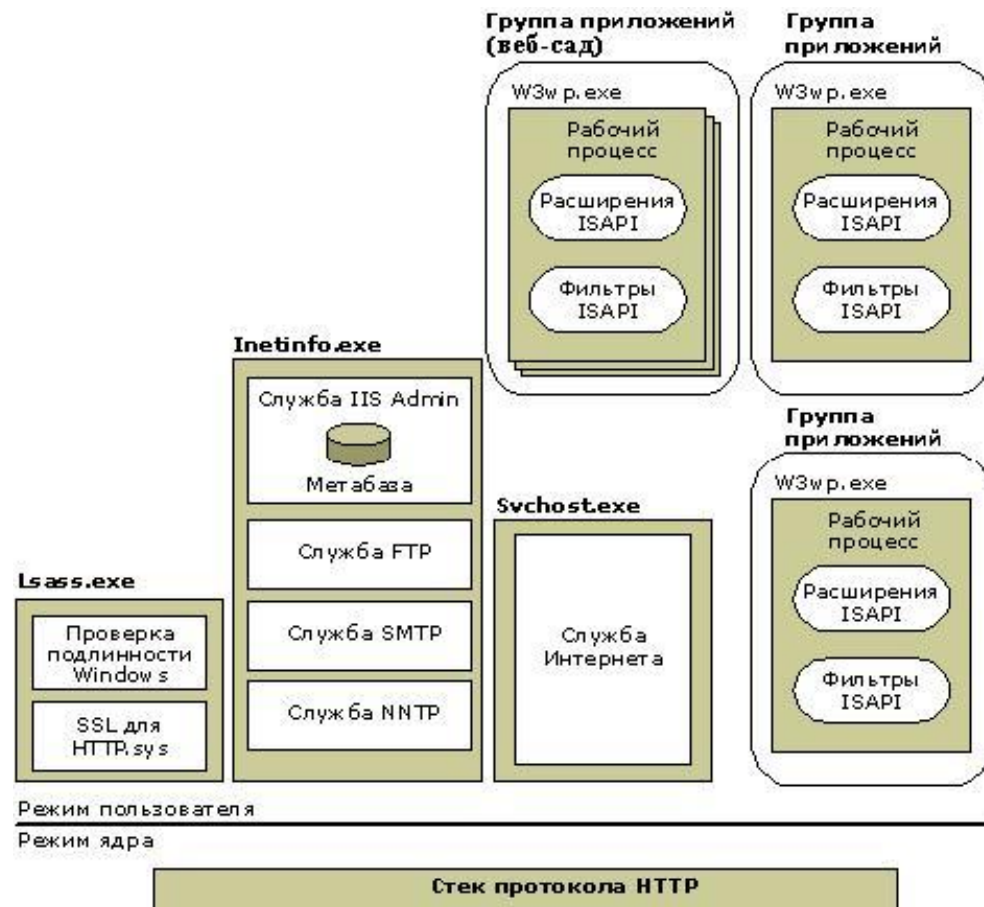 Группа приложений
(веб-сад)
W3wp.exe
Рабочий
процесс
Расширения
ISAPI
Фильтры
ISAPI
Группа
приложений
W3wp.exe
Рабочий
процесс
Расширения
ISAPI
Фильтры
ISAPI
Inetinfo.exe
Служба IIS Admin
Метабаза
Служба FTP
Служба SMTP
Служба NNTP
Группа
приложений
W3wp.exe
Рабочий
процесс
Расширения
ISAPI
Фильтры
ISAPI
Svchost.exe
Служба
Интернета
Lsass.exe
Проверка
подлинности
Windows
SSL для
HTTP.sys
Режим пользователя
Режим ядра
Стек протокола HTTP